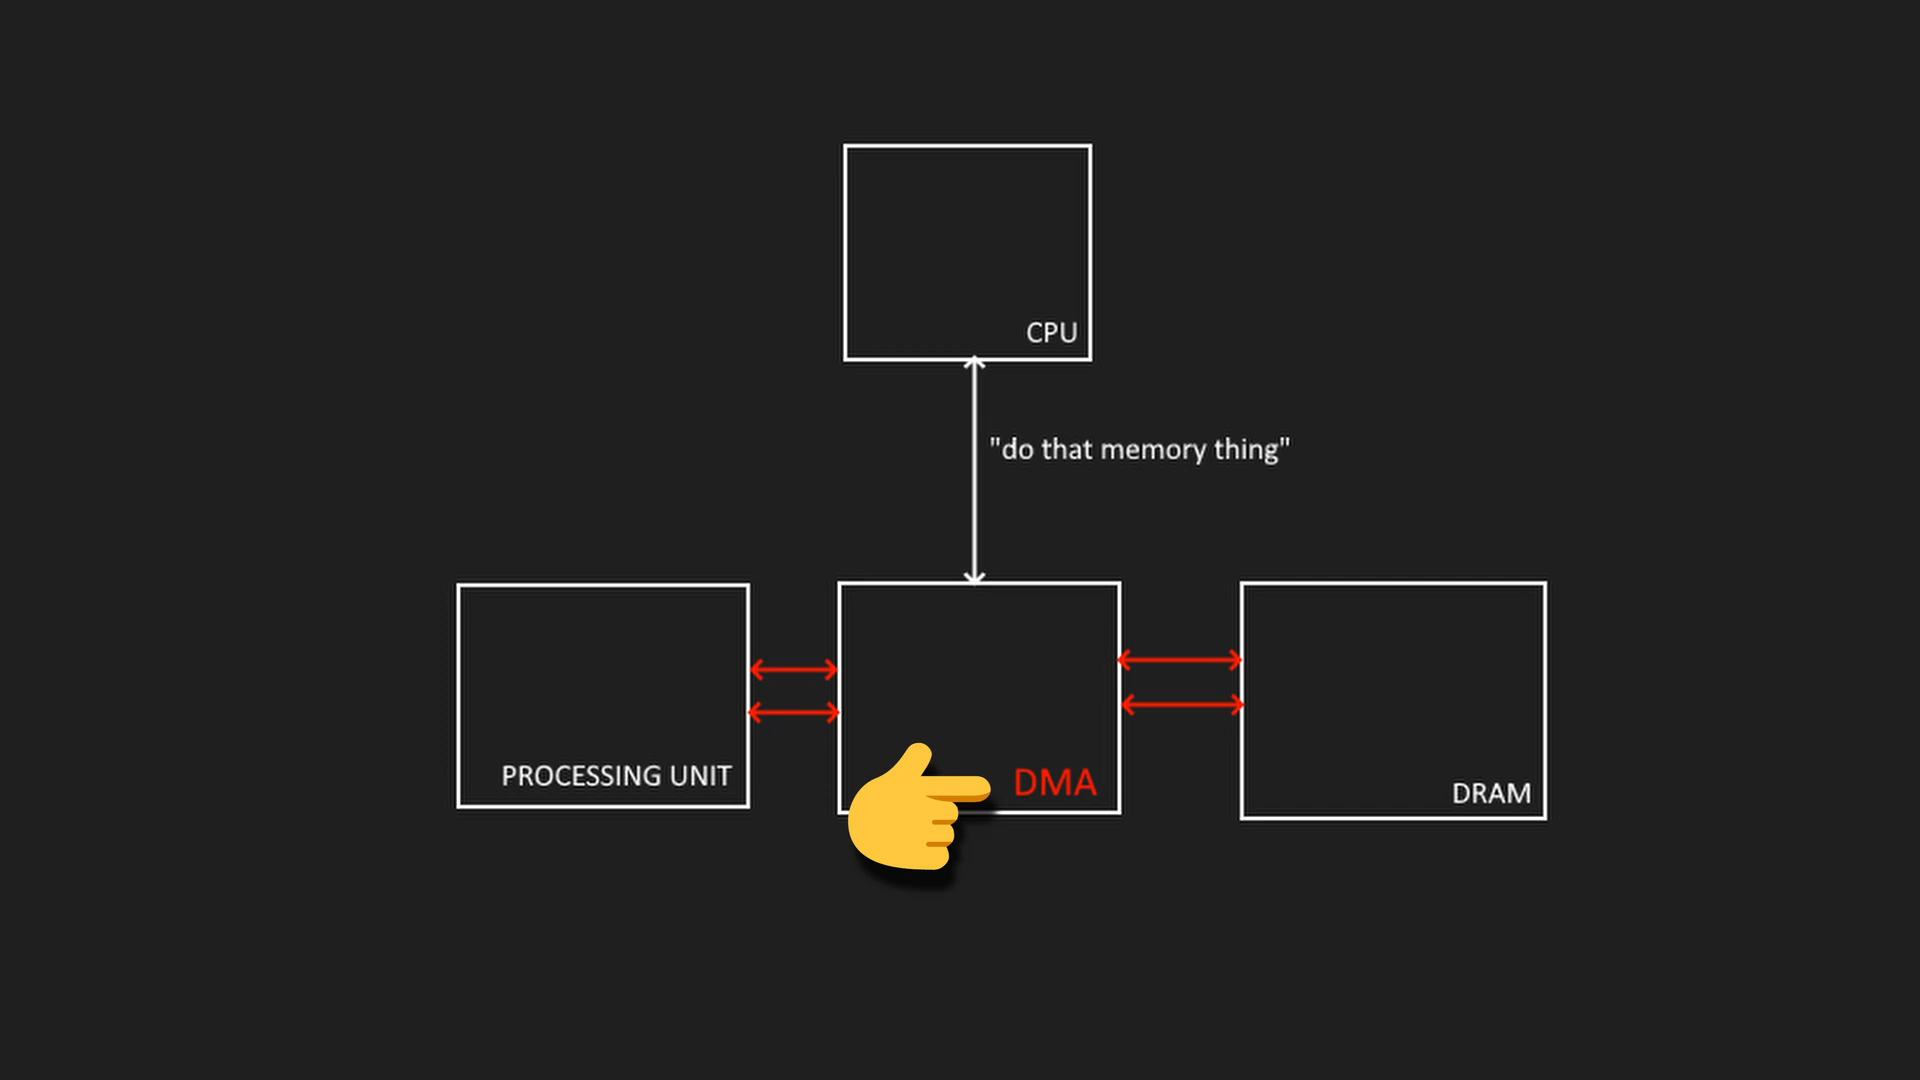 CPU
"do that memory thing"
PROCESSING UNIT
DMA
DRAM